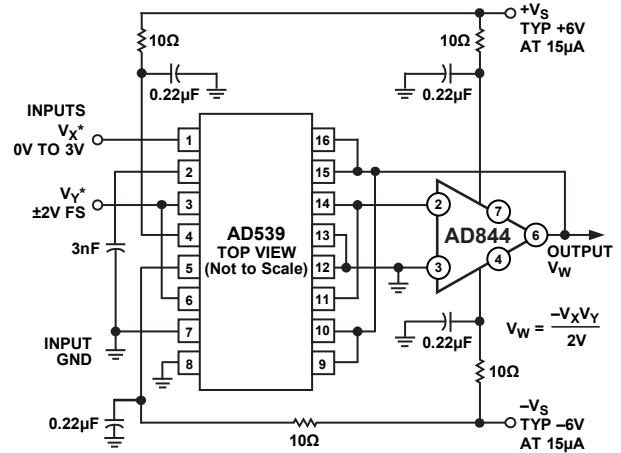 +VS
TYP +6V
AT 15µA
10Ω
10Ω
0.22µF
0.22µF
INPUTS
VX*
0V TO 3V
VY*
±2V FS
3nF
INPUT
GND
1
2
3
4
5
6
7
8
AD539
TOP VIEW
(Not to Scale)
16
15
14
13
12
11
10
9
2
3
7
4
6
AD844
OUTPUT
VW
VW = −VXVY
2V
0.22µF
10Ω
0.22µF
10Ω
–VS
TYP –6V
AT 15µA